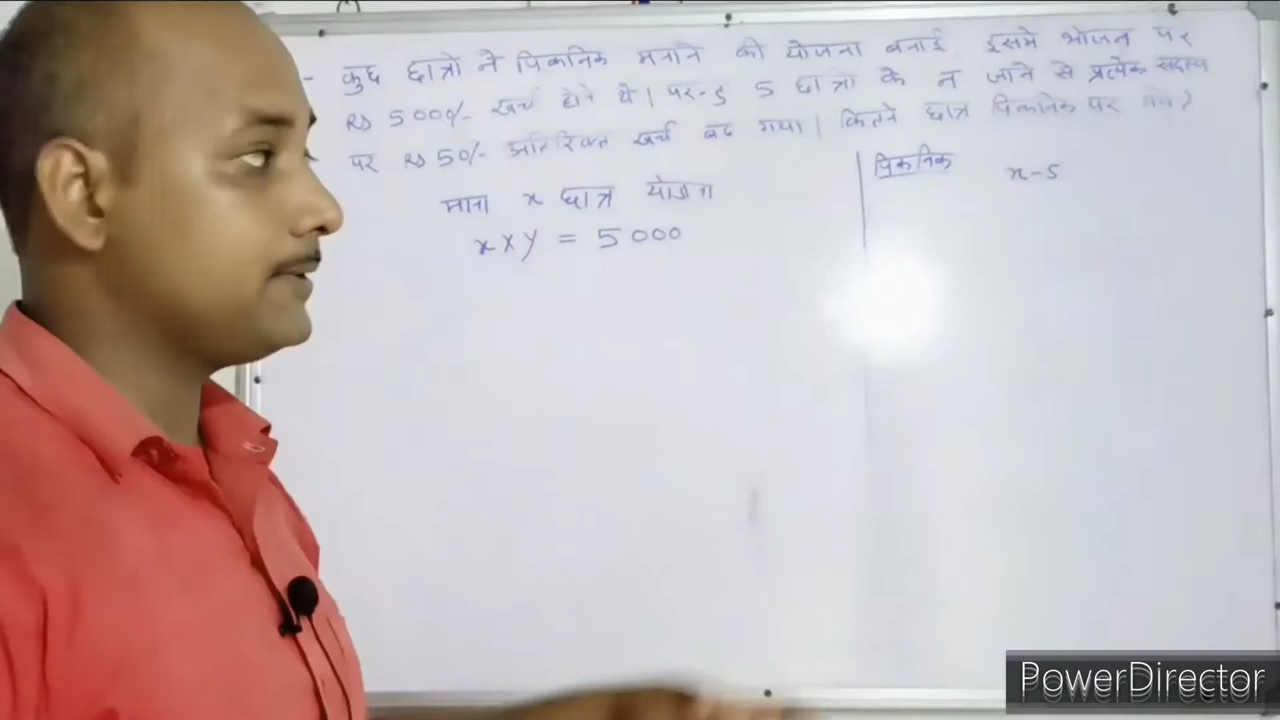 - कुछ छात्रों ने पिकनिक मनाने की योजना बनाई इसमे भोजन पर
RS 5000/- खर्च होने थे। परन्तु 5 छात्रों के न जाने से प्रत्येक सदस्य
पर RS 50/- अतिरिक्त खर्च बढ़ गया। कितने छात्र पिकनिक पर ?
माना x छात्र योजना
x x y = 5000
पिकनिक x-5
PowerDirector